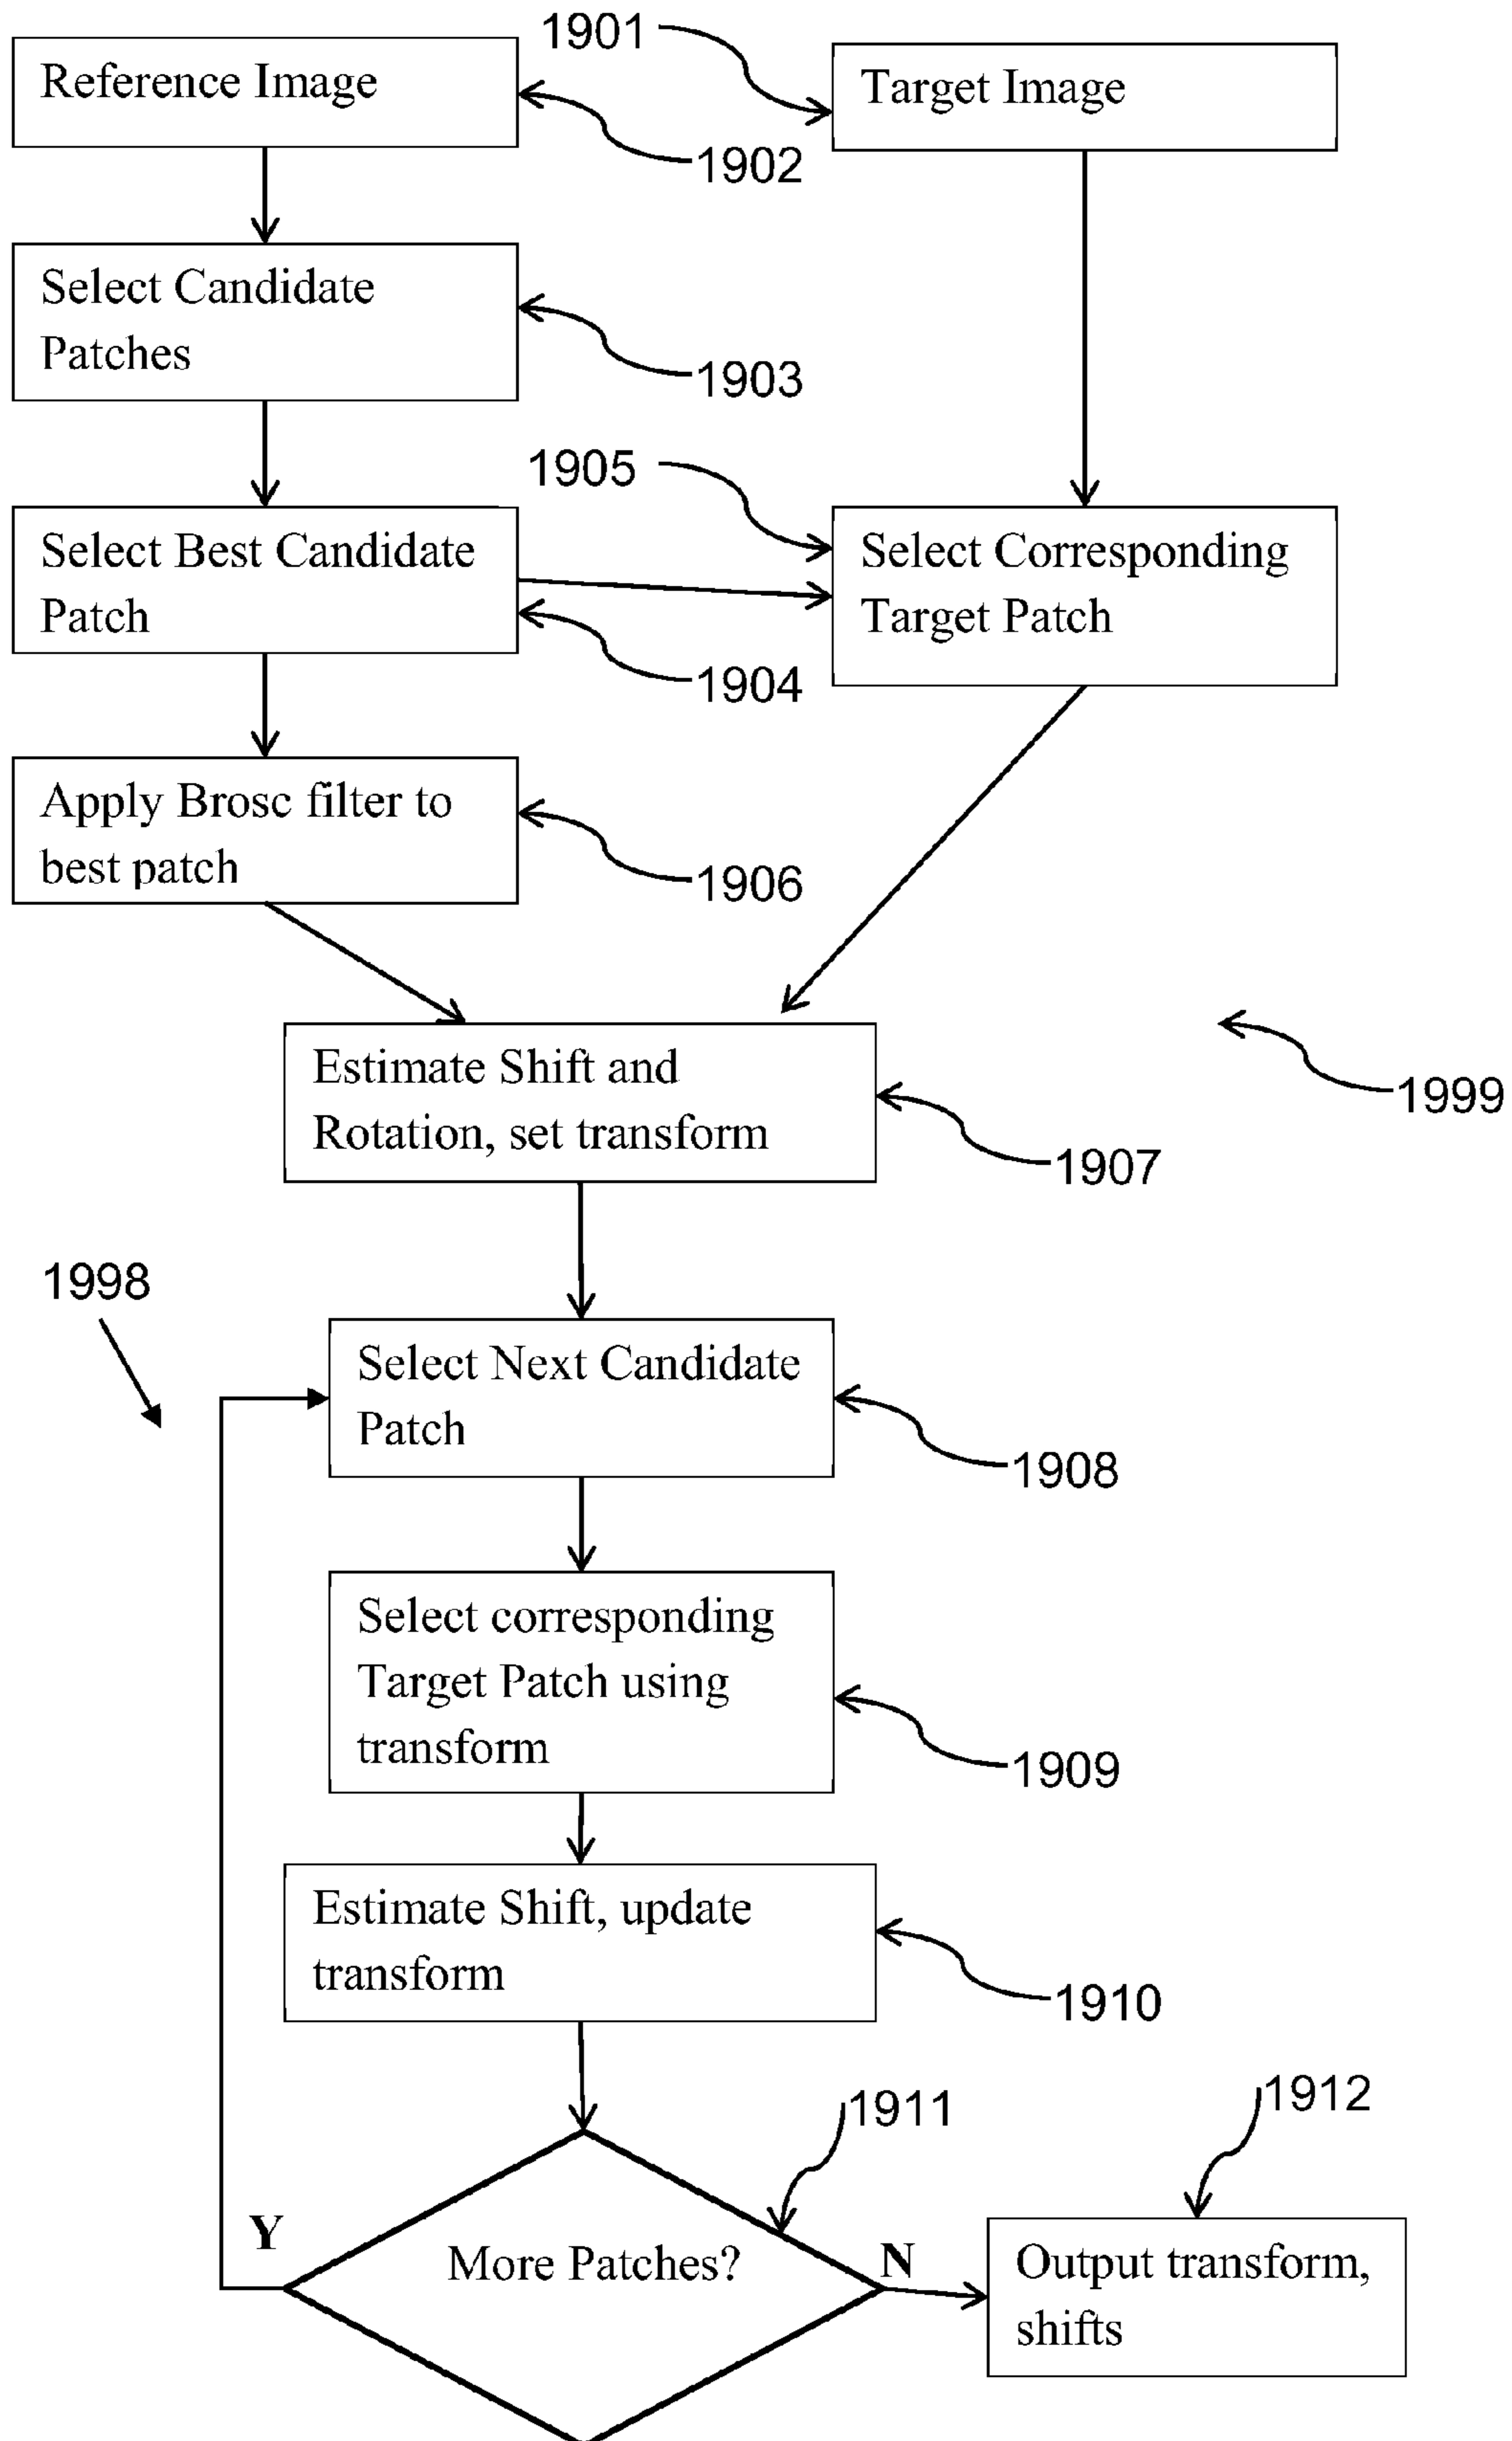 1901
Reference Image
Target Image
1902
Select Candidate
Patches
1903
1905
Select Best Candidate
Patch
Select Corresponding
Target Patch
1904
Apply Brosc filter to
best patch
1906
Estimate Shift and
Rotation, set transform
1999
1907
1998
Select Next Candidate
Patch
1908
Select corresponding
Target Patch using
transform
1909
Estimate Shift, update
transform
1910
1911
1912
Y
More Patches?
N
Output transform,
shifts